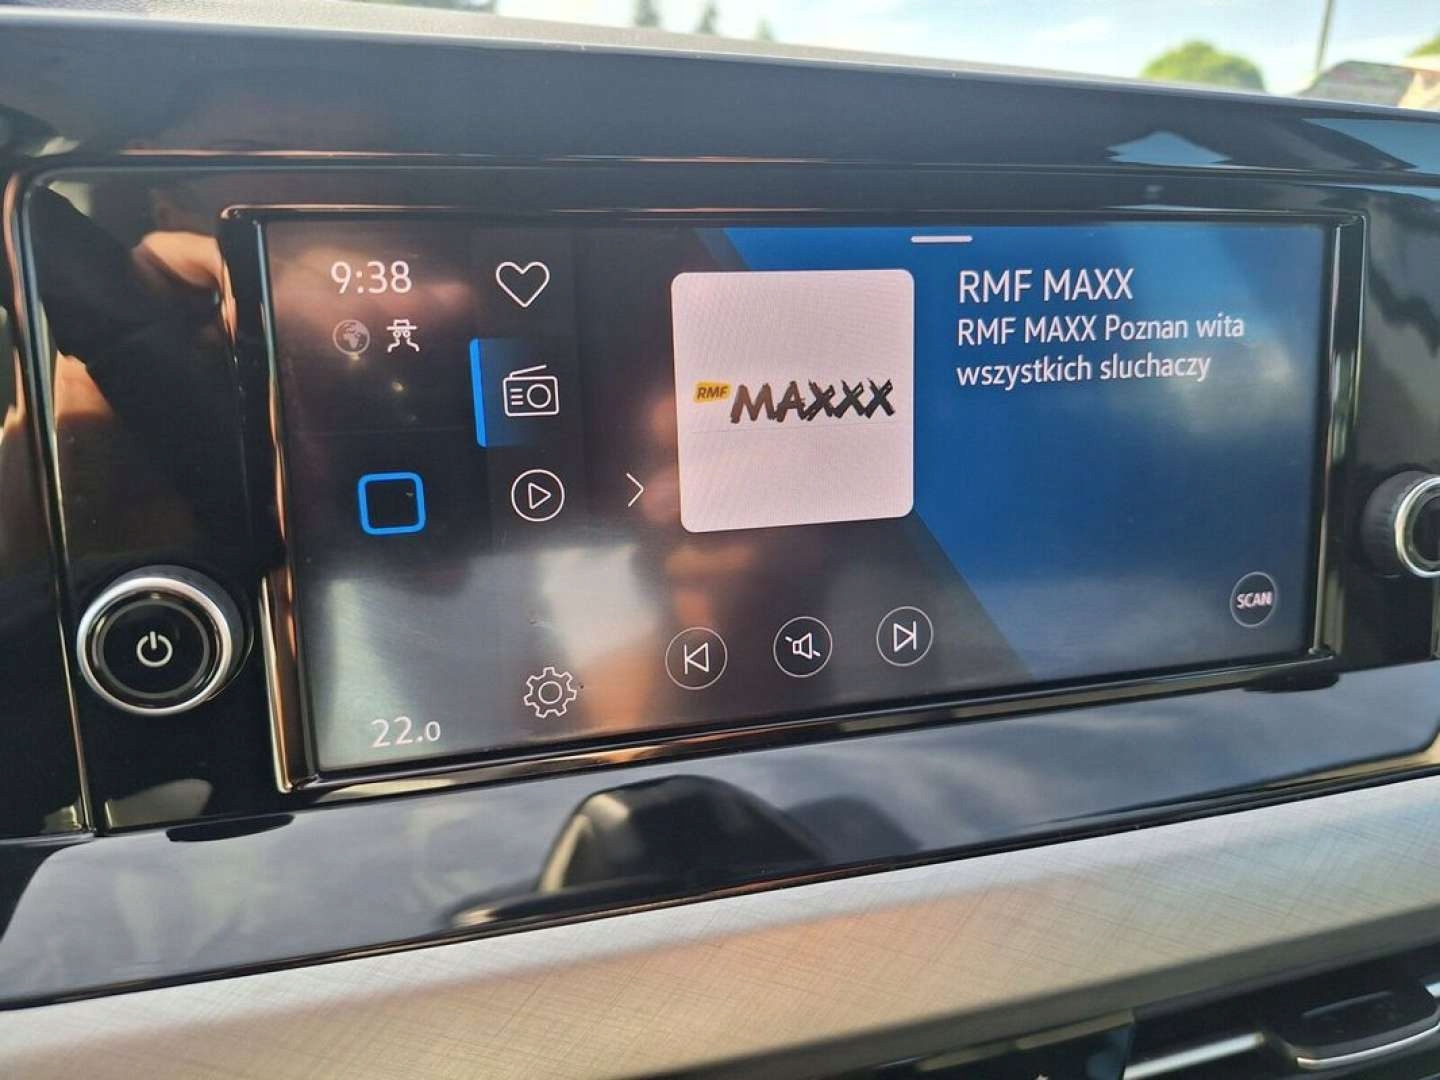 9:38
RMF MAXXX
RMF MAXX
RMF MAXX Poznan wita
wszystkich sluchaczy
SCAN
22.0